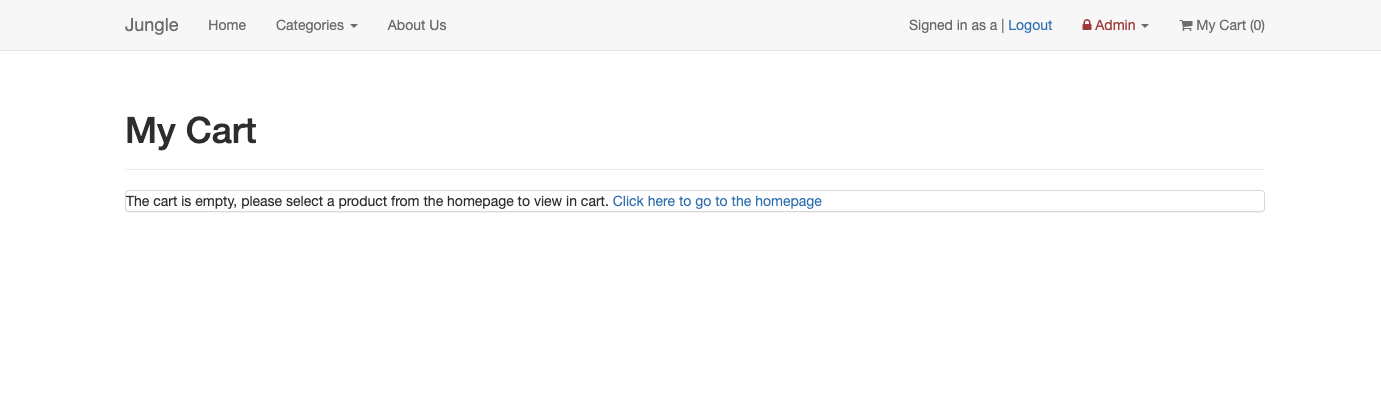 Jungle Home Categories About Us Signed in as a | Logout Admin My Cart (0)
My Cart
The cart is empty, please select a product from the homepage to view in cart. Click here to go to the homepage